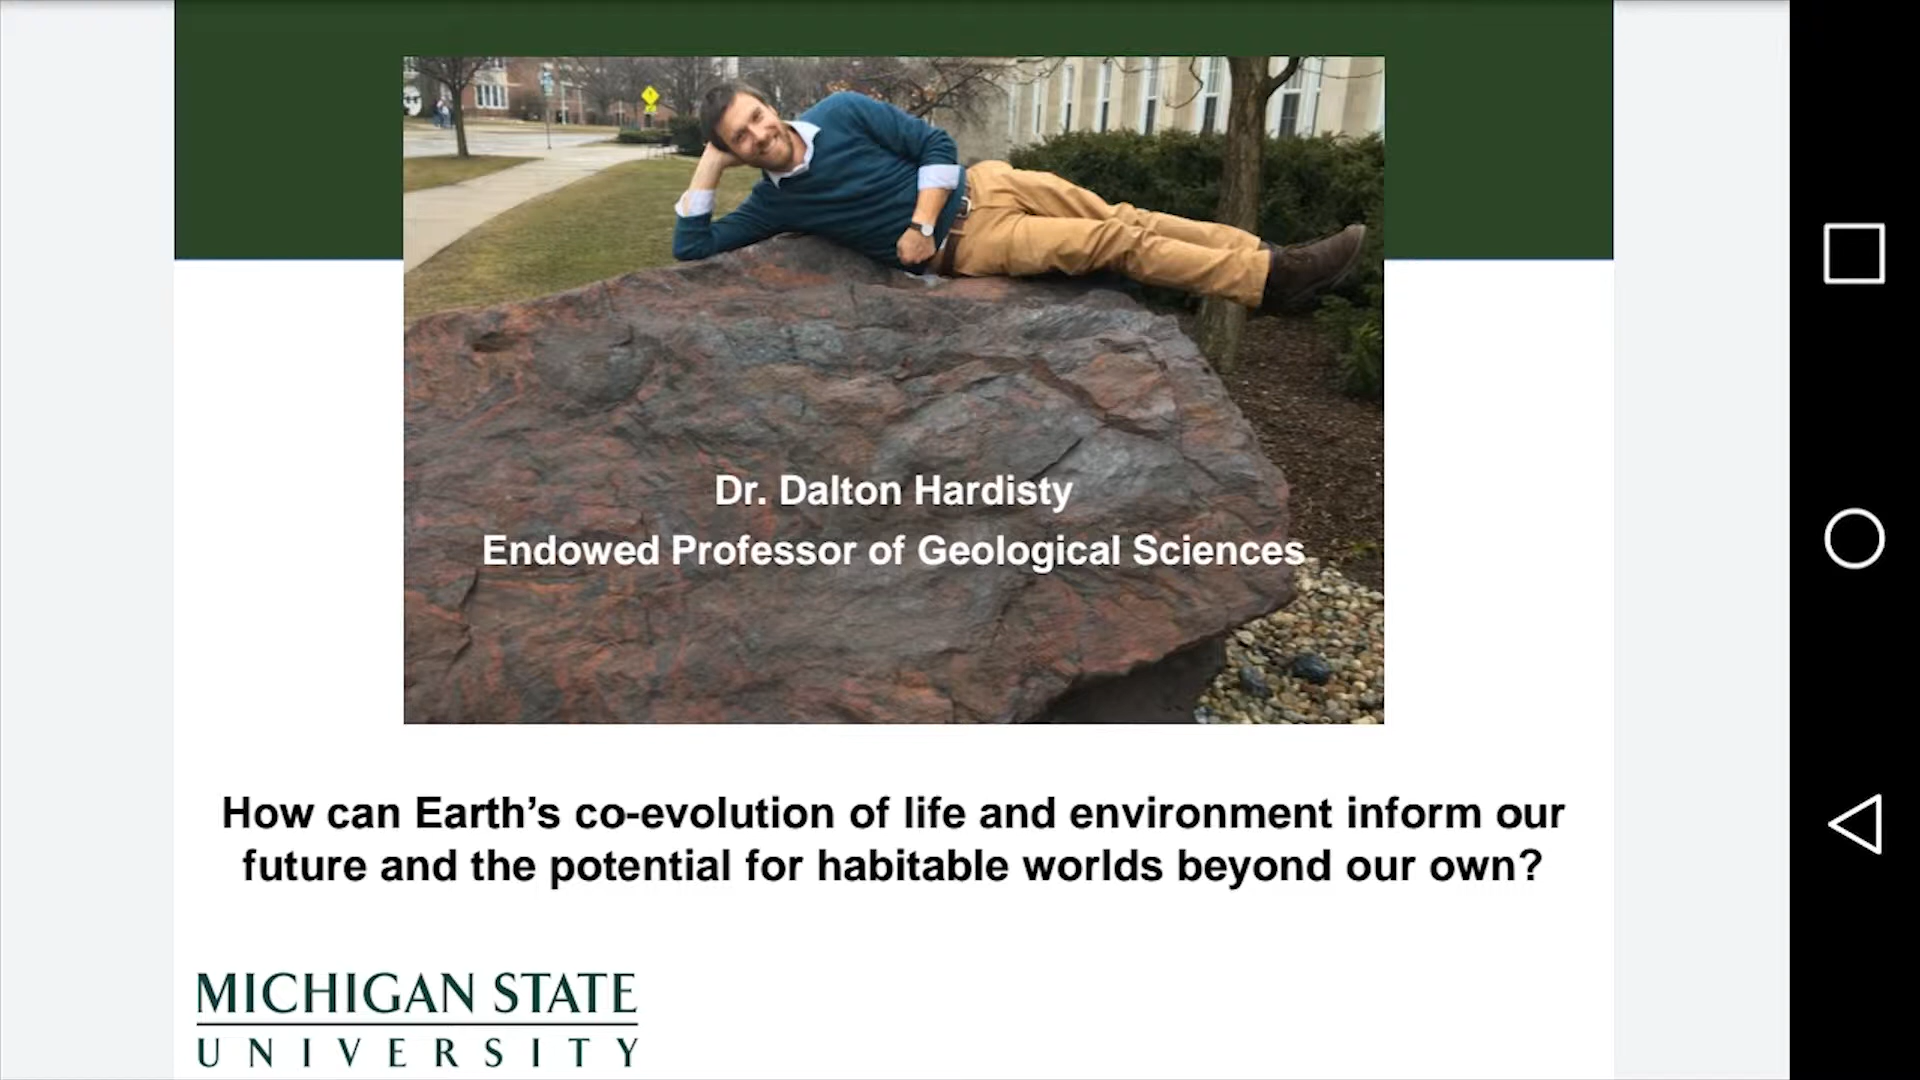 Dr. Dalton Hardisty
Endowed Professor of Geological Sciences
How can Earth’s co-evolution of life and environment inform our
future and the potential for habitable worlds beyond our own?
MICHIGAN STATE
UNIVERSITY